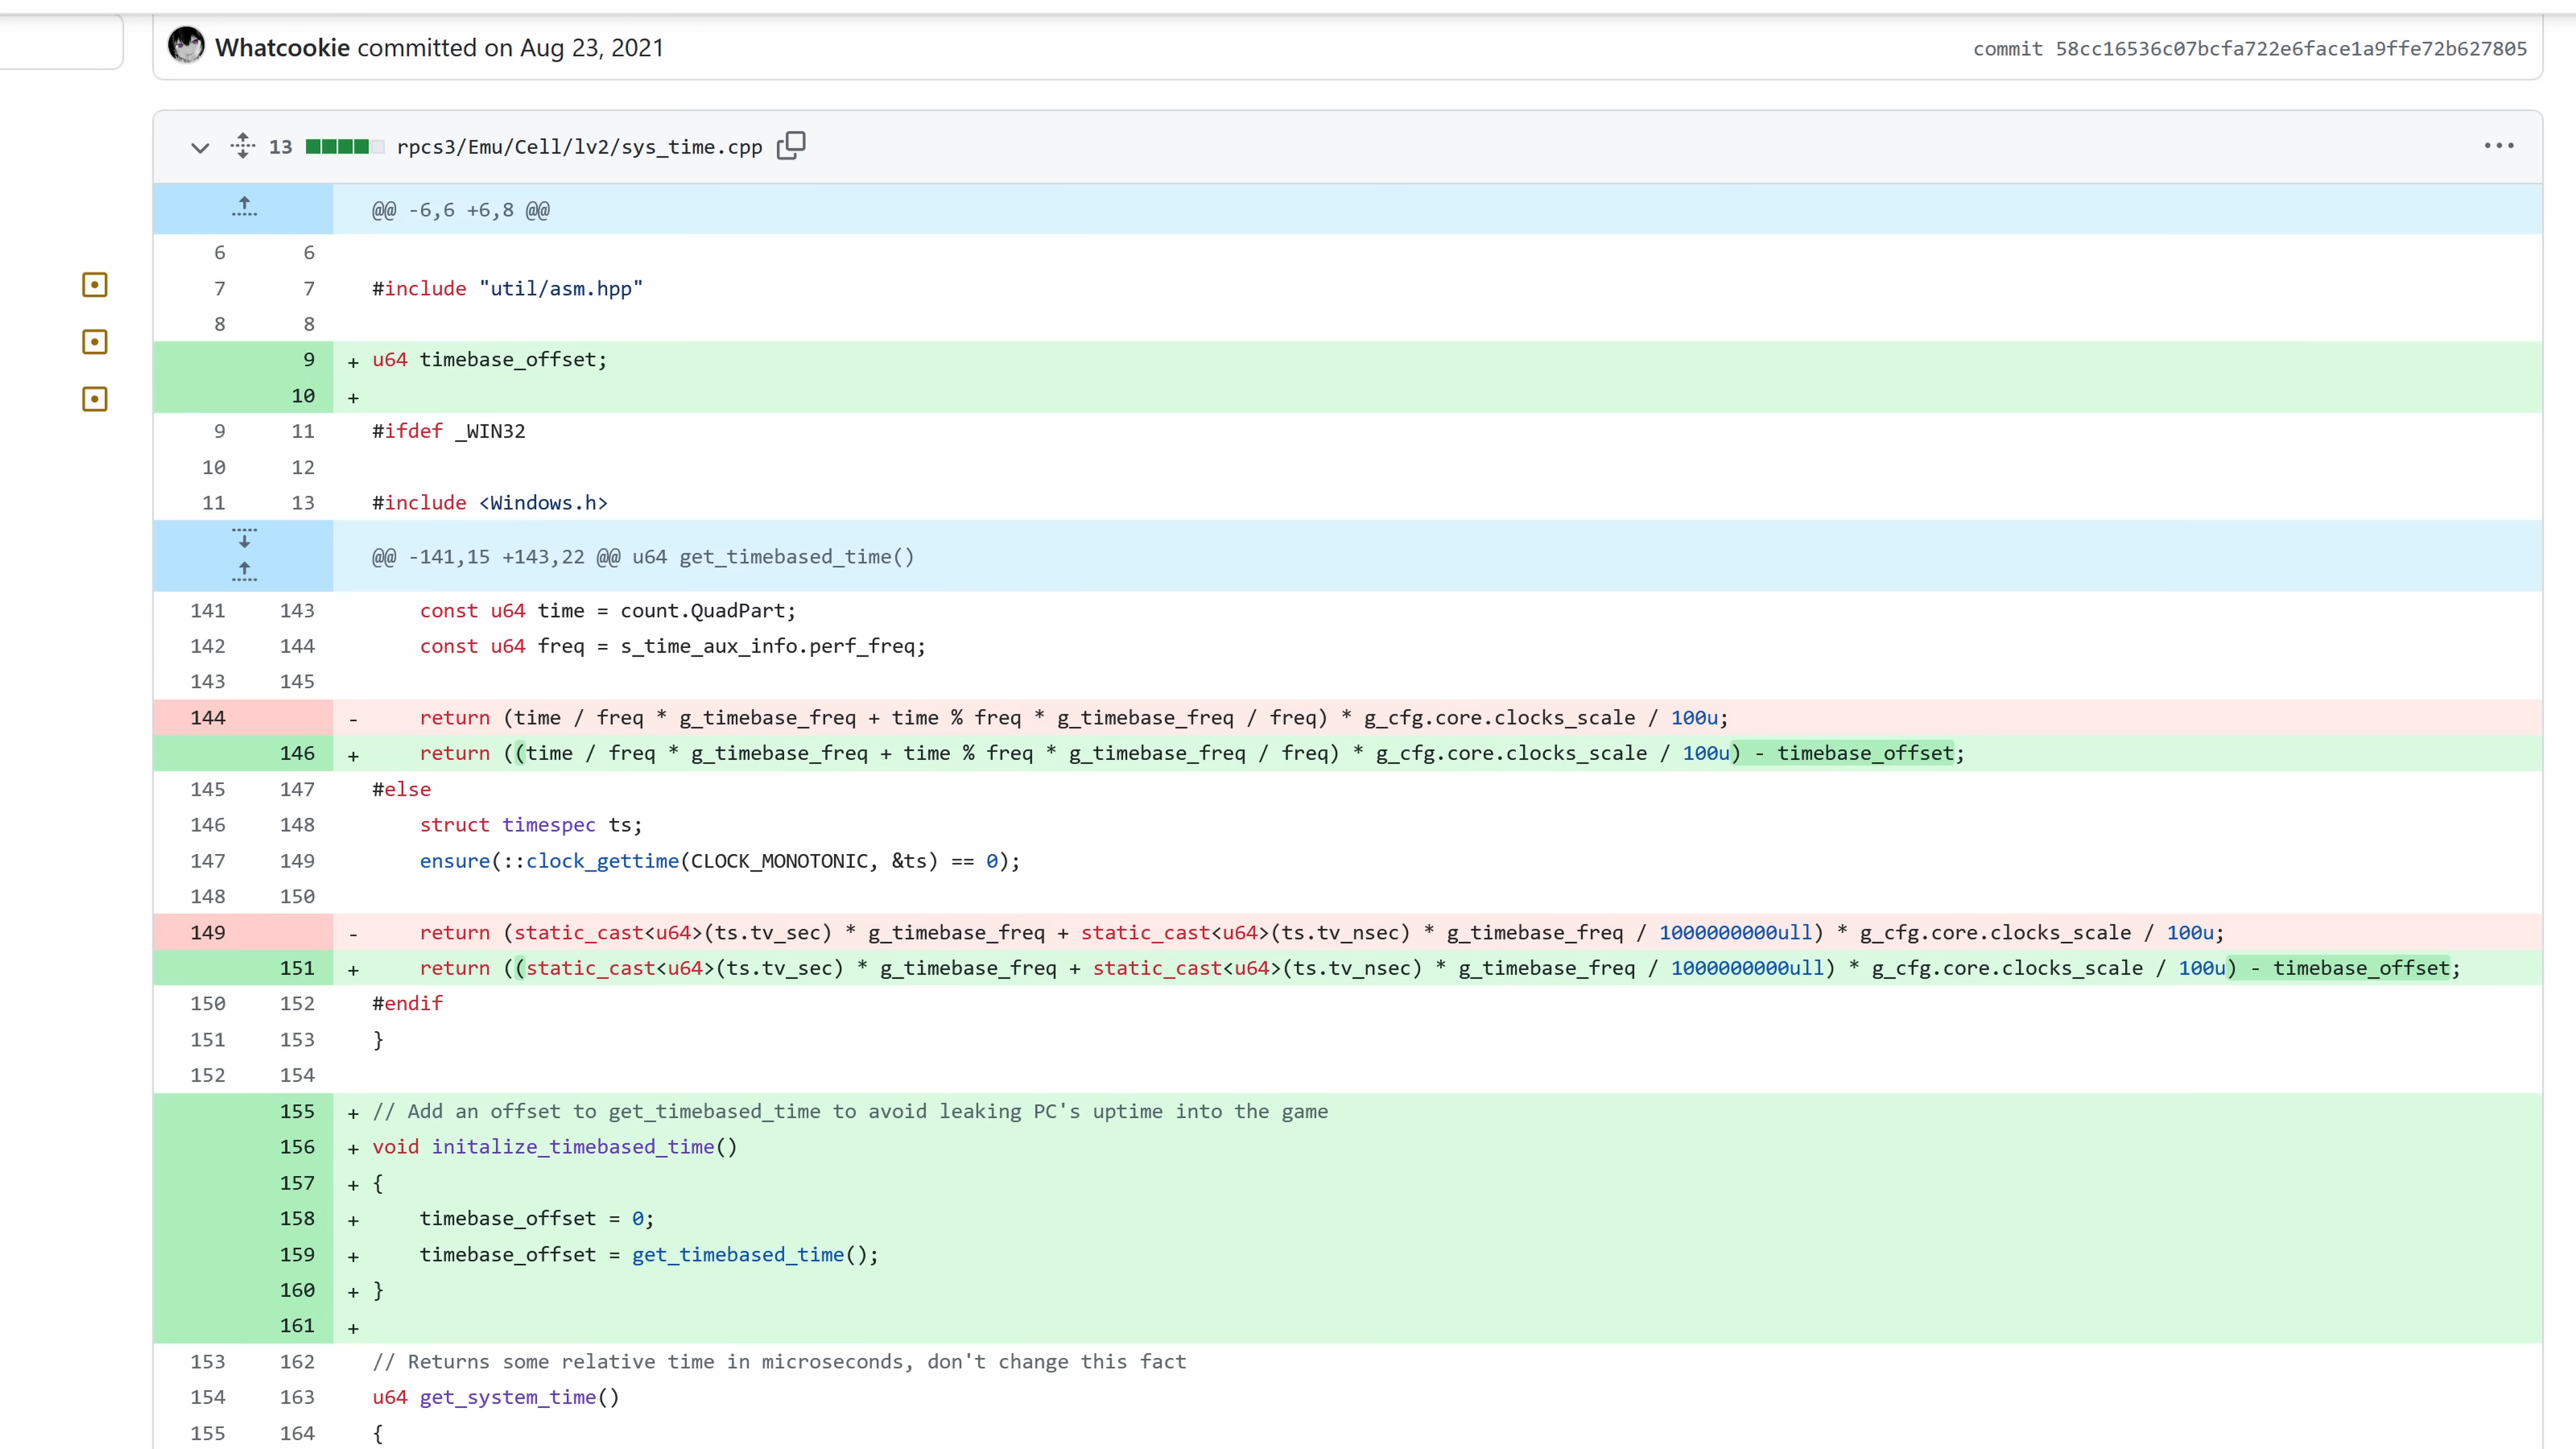 Whatcookie committed on Aug 23, 2021 commit 58cc16536c07bcfa722e6face1a9ffe72b627805
13 rpcs3/Emu/Cell/lv2/sys_time.cpp
@@ -6,6 +6,8 @@
6 6
7 7 #include "util/asm.hpp"
8 8
9 + u64 timebase_offset;
10 +
9 11 #ifdef _WIN32
10 12
11 13 #include <Windows.h>
@@ -141,15 +143,22 @@ u64 get_timebased_time()
141 143 const u64 time = count.QuadPart;
142 144 const u64 freq = s_time_aux_info.perf_freq;
143 145
144 - return (time / freq * g_timebase_freq + time % freq * g_timebase_freq / freq) * g_cfg.core.clocks_scale / 100u;
146 + return ((time / freq * g_timebase_freq + time % freq * g_timebase_freq / freq) * g_cfg.core.clocks_scale / 100u) - timebase_offset;
145 147 #else
146 148 struct timespec ts;
147 149 ensure(::clock_gettime(CLOCK_MONOTONIC, &ts) == 0);
148 150
149 - return (static_cast<u64>(ts.tv_sec) * g_timebase_freq + static_cast<u64>(ts.tv_nsec) * g_timebase_freq / 1000000000ull) * g_cfg.core.clocks_scale / 100u;
151 + return ((static_cast<u64>(ts.tv_sec) * g_timebase_freq + static_cast<u64>(ts.tv_nsec) * g_timebase_freq / 1000000000ull) * g_cfg.core.clocks_scale / 100u) - timebase_offset;
150 152 #endif
151 153 }
152 154
155 + // Add an offset to get_timebased_time to avoid leaking PC's uptime into the game
156 + void initalize_timebased_time()
157 + {
158 + timebase_offset = 0;
159 + timebase_offset = get_timebased_time();
160 + }
161 +
153 162 // Returns some relative time in microseconds, don't change this fact
154 163 u64 get_system_time()
155 164 {